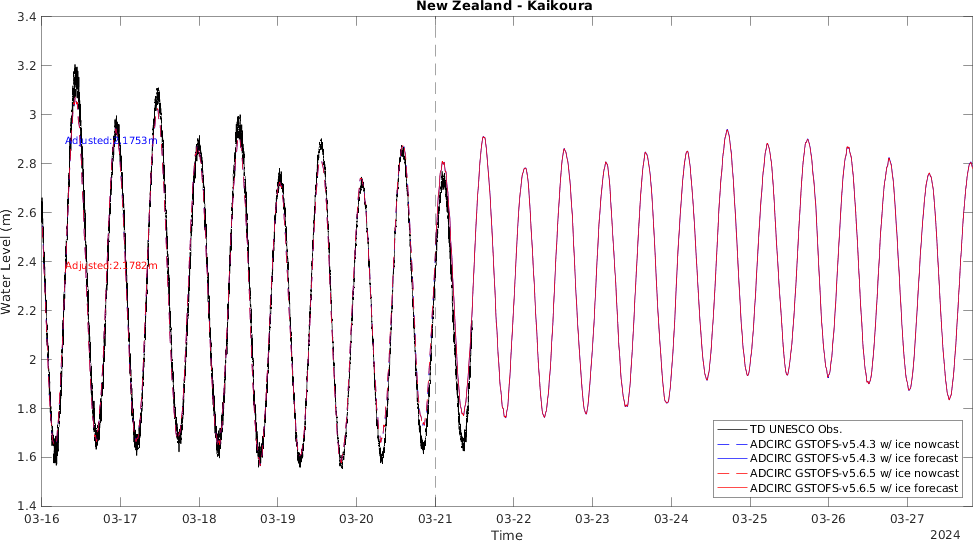 New Zealand - Kaikoura
Water Level (m)
3.4
3.2
3
2.8
2.6
2.4
2.2
2
1.8
1.6
1.4
Adjusted:2.1753m
Adjusted:2.1782m
TD UNESCO Obs.
ADCIRC GSTOFS-v5.4.3 w/ ice nowcast
ADCIRC GSTOFS-v5.4.3 w/ ice forecast
ADCIRC GSTOFS-v5.6.5 w/ ice nowcast
ADCIRC GSTOFS-v5.6.5 w/ ice forecast
03-16 03-17 03-18 03-19 03-20 03-21 03-22 03-23 03-24 03-25 03-26 03-27
Time
2024